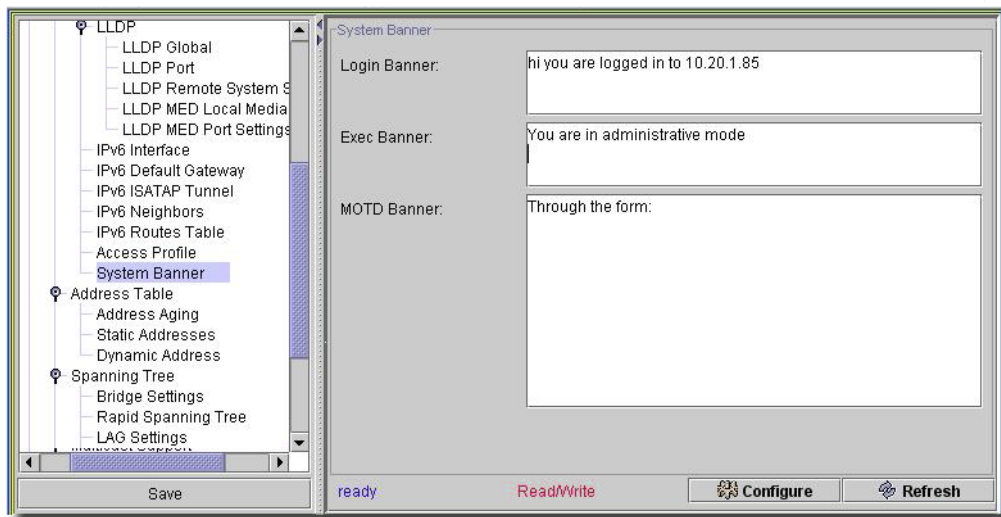 LLDP
LLDP Global
LLDP Port
LLDP Remote System
LLDP MED Local Media
LLDP MED Port Settings
IPv6 Interface
IPv6 Default Gateway
IPv6 ISATAP Tunnel
IPv6 Neighbors
IPv6 Routes Table
Access Profile
System Banner
Address Table
Address Aging
Static Addresses
Dynamic Address
Spanning Tree
Bridge Settings
Rapid Spanning Tree
LAG Settings
Save
System Banner
Login Banner:
hi you are logged in to 10.20.1.85
Exec Banner:
You are in administrative mode
MOTD Banner:
Through the form:
ready
Read/Write
Configure
Refresh